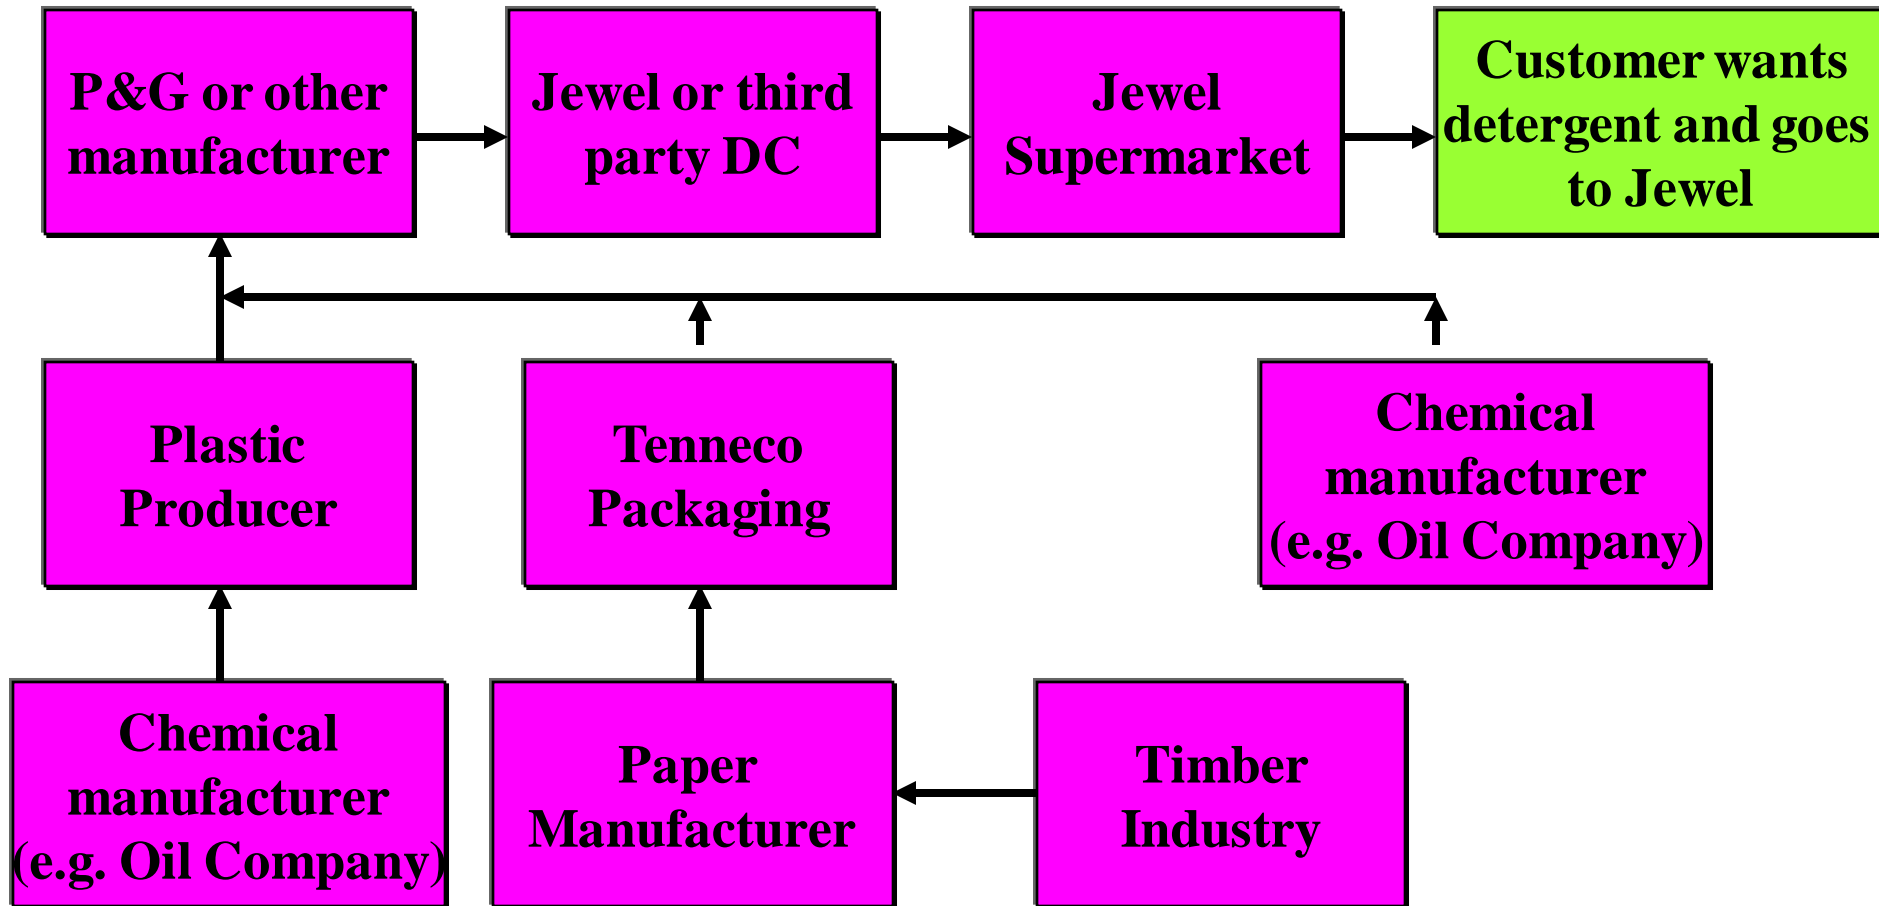 P&G or other
manufacturer
Jewel or third
party DC
Jewel
Supermarket
Customer wants
detergent and goes
to Jewel
Plastic
Producer
Tenneco
Packaging
Chemical
manufacturer
(e.g. Oil Company)
Chemical
manufacturer
(e.g. Oil Company)
Paper
Manufacturer
Timber
Industry